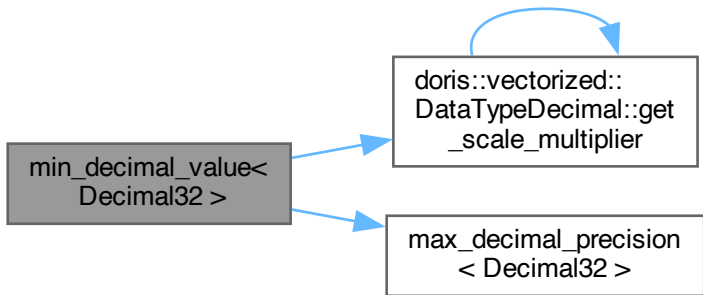 min_decimal_value<
Decimal32 >
doris::vectorized::
DataTypeDecimal::get
_scale_multiplier
max_decimal_precision
< Decimal32 >